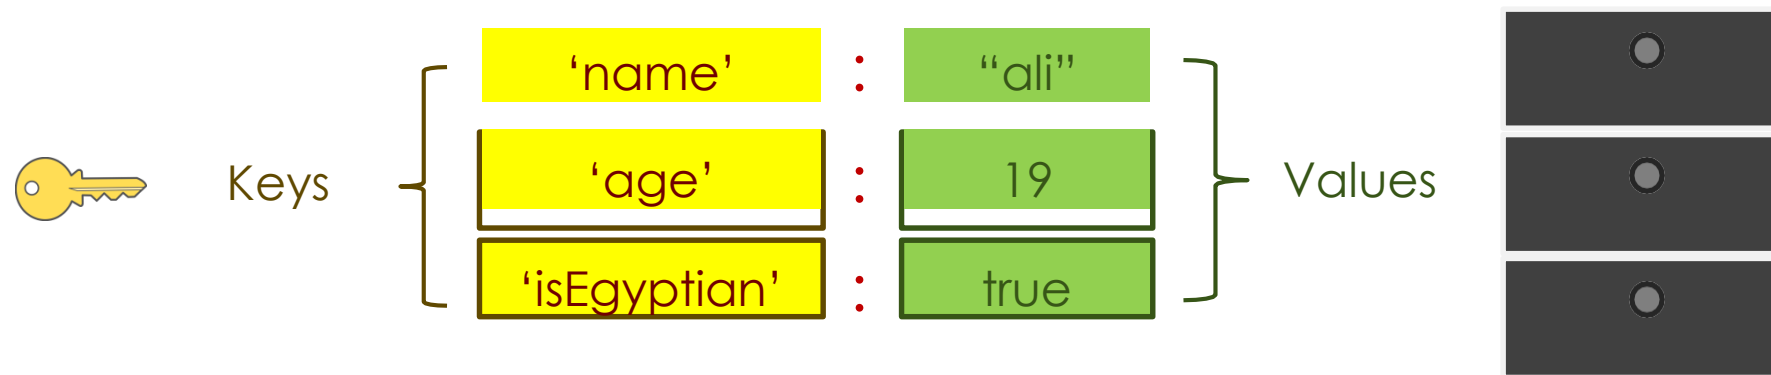 ‘name’ : “ali”
Keys ‘age’ : 19 Values
‘isEgyptian’ : true